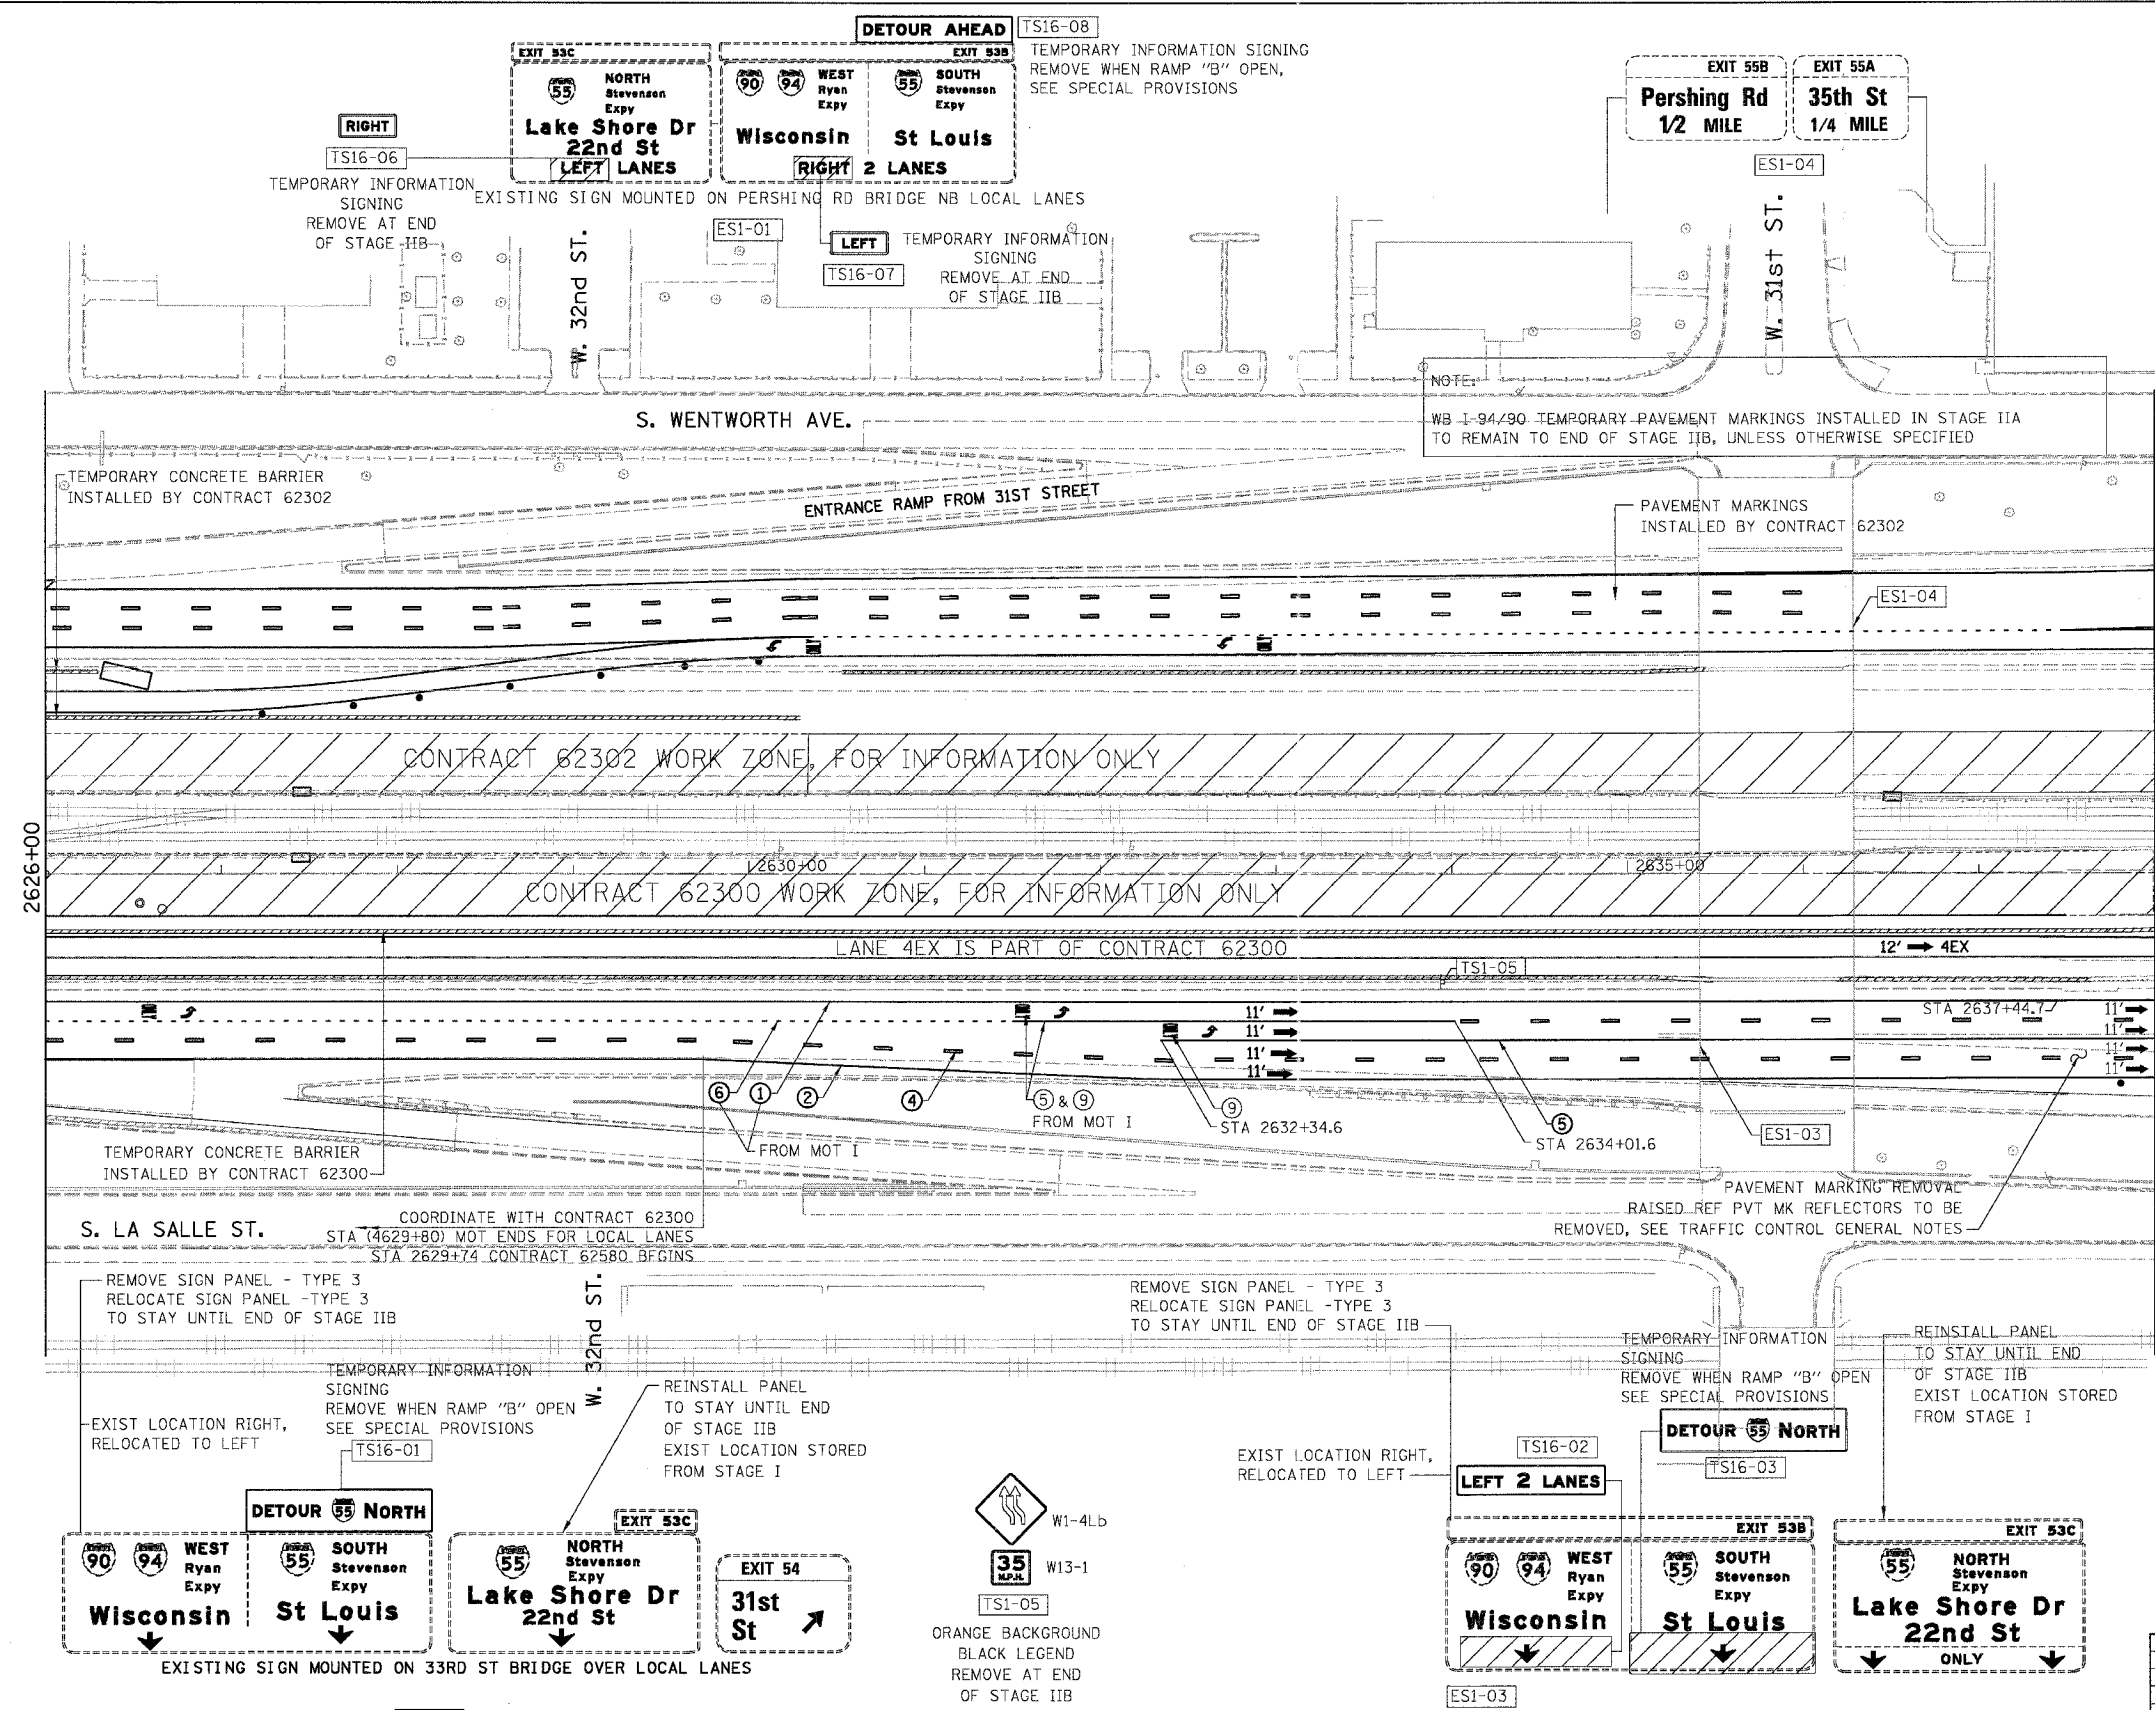 DETOUR AHEAD
TS16-08
TEMPORARY INFORMATION SIGNING
REMOVE WHEN RAMP "B" OPEN,
SEE SPECIAL PROVISIONS
EXIT 53C
55
NORTH
Stevenson
Expy
Lake Shore Dr
22nd St
LEFT LANES
EXIT 53B
90 94
WEST
Ryan
Expy
Wisconsin
55
SOUTH
Stevenson
Expy
St Louis
RIGHT 2 LANES
RIGHT
TS16-06
TEMPORARY INFORMATION
SIGNING
REMOVE AT END
OF STAGE IIB
EXISTING SIGN MOUNTED ON PERSHING RD BRIDGE NB LOCAL LANES
ES1-01
LEFT
TS16-07
TEMPORARY INFORMATION
SIGNING
REMOVE AT END
OF STAGE IIB
EXIT 55B
Pershing Rd
1/2 MILE
EXIT 55A
35th St
1/4 MILE
ES1-04
W. 32nd ST.
W. 31st ST.
NOTE:
WB I-94/90 TEMPORARY PAVEMENT MARKINGS INSTALLED IN STAGE IIA
TO REMAIN TO END OF STAGE IIB, UNLESS OTHERWISE SPECIFIED
S. WENTWORTH AVE.
TEMPORARY CONCRETE BARRIER
INSTALLED BY CONTRACT 62302
ENTRANCE RAMP FROM 31ST STREET
PAVEMENT MARKINGS
INSTALLED BY CONTRACT 62302
ES1-04
CONTRACT 62302 WORK ZONE, FOR INFORMATION ONLY
2626+00
2630+00
2635+00
CONTRACT 62300 WORK ZONE, FOR INFORMATION ONLY
LANE 4EX IS PART OF CONTRACT 62300
12' 4EX
TS1-05
STA 2637+44.7
11'
11'
11'
11'
11'
11'
11'
11'
6
1
2
4
5 & 9
FROM MOT I
9
STA 2632+34.6
5
STA 2634+01.6
ES1-03
FROM MOT I
TEMPORARY CONCRETE BARRIER
INSTALLED BY CONTRACT 62300
PAVEMENT MARKING REMOVAL
RAISED REF PVT MK REFLECTORS TO BE
REMOVED, SEE TRAFFIC CONTROL GENERAL NOTES
S. LA SALLE ST.
COORDINATE WITH CONTRACT 62300
STA (4629+80) MOT ENDS FOR LOCAL LANES
STA 2629+74 CONTRACT 62580 BEGINS
REMOVE SIGN PANEL - TYPE 3
RELOCATE SIGN PANEL -TYPE 3
TO STAY UNTIL END OF STAGE IIB
W. 32nd ST.
REMOVE SIGN PANEL - TYPE 3
RELOCATE SIGN PANEL -TYPE 3
TO STAY UNTIL END OF STAGE IIB
TEMPORARY INFORMATION
SIGNING
REMOVE WHEN RAMP "B" OPEN
SEE SPECIAL PROVISIONS
REINSTALL PANEL
TO STAY UNTIL END
OF STAGE IIB
EXIST LOCATION STORED
FROM STAGE I
TEMPORARY INFORMATION
SIGNING
REMOVE WHEN RAMP "B" OPEN
SEE SPECIAL PROVISIONS
REINSTALL PANEL
TO STAY UNTIL END
OF STAGE IIB
EXIST LOCATION STORED
FROM STAGE I
EXIST LOCATION RIGHT,
RELOCATED TO LEFT
TS16-01
DETOUR 55 NORTH
90 94
WEST
Ryan
Expy
Wisconsin
55
SOUTH
Stevenson
Expy
St Louis
EXIT 53C
55
NORTH
Stevenson
Expy
Lake Shore Dr
22nd St
EXIT 54
31st
St
EXISTING SIGN MOUNTED ON 33RD ST BRIDGE OVER LOCAL LANES
W1-4Lb
35
M.P.H.
W13-1
TS1-05
ORANGE BACKGROUND
BLACK LEGEND
REMOVE AT END
OF STAGE IIB
EXIST LOCATION RIGHT,
RELOCATED TO LEFT
TS16-02
LEFT 2 LANES
DETOUR 55 NORTH
TS16-03
EXIT 53B
90 94
WEST
Ryan
Expy
Wisconsin
55
SOUTH
Stevenson
Expy
St Louis
ES1-03
EXIT 53C
55
NORTH
Stevenson
Expy
Lake Shore Dr
22nd St
ONLY